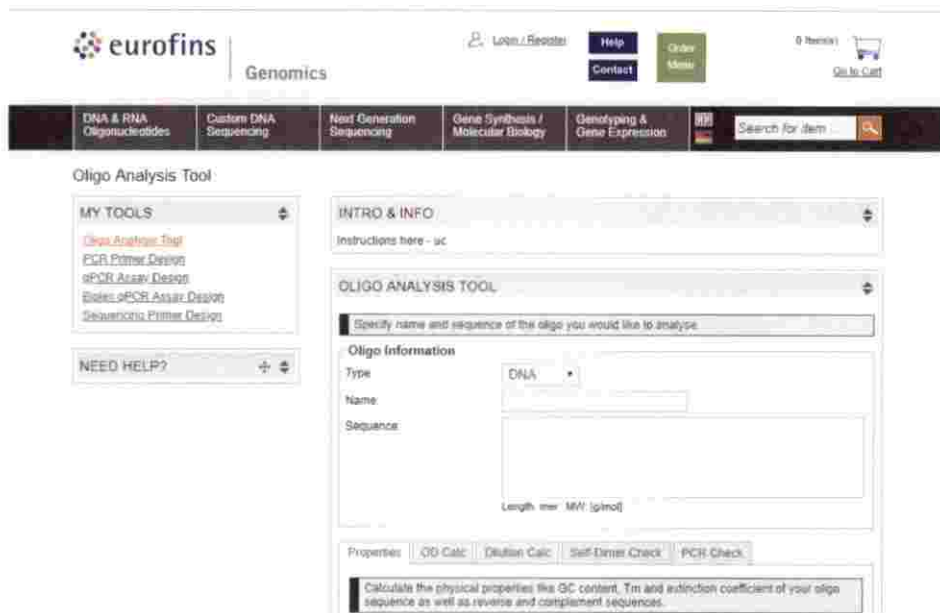 eurofins
Genomics
Login / Register
Help
Contact
Order
Menu
0 Item(s)
Go to Cart
DNA & RNA
Oligonucleotides
Custom DNA
Sequencing
Next Generation
Sequencing
Gene Synthesis /
Molecular Biology
Genotyping &
Gene Expression
Search for item ...
Oligo Analysis Tool
MY TOOLS
Oligo Analysis Tool
PCR Primer Design
qPCR Assay Design
qPCR Assay Design
Sequencing Primer Design
NEED HELP?
INTRO & INFO
Instructions here - uc
OLIGO ANALYSIS TOOL
Specify name and sequence of the oligo you would like to analyse.
Oligo Information
Type
DNA
Name
Sequence
Length: mer MW: [g/mol]
Properties
OD Calc
Dilution Calc
Self-Dimer Check
PCR Check
Calculate the physical properties like GC content, Tm and extinction coefficient of your oligo
sequence as well as reverse and complement sequences.